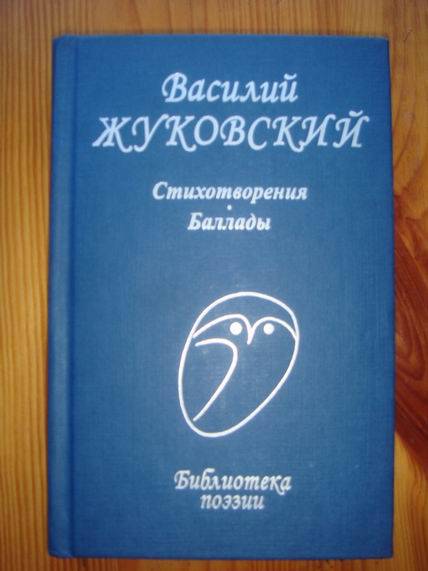 Василий
ЖУКОВСКИЙ
Стихотворения
•
Баллады
Библиотека
поэзии